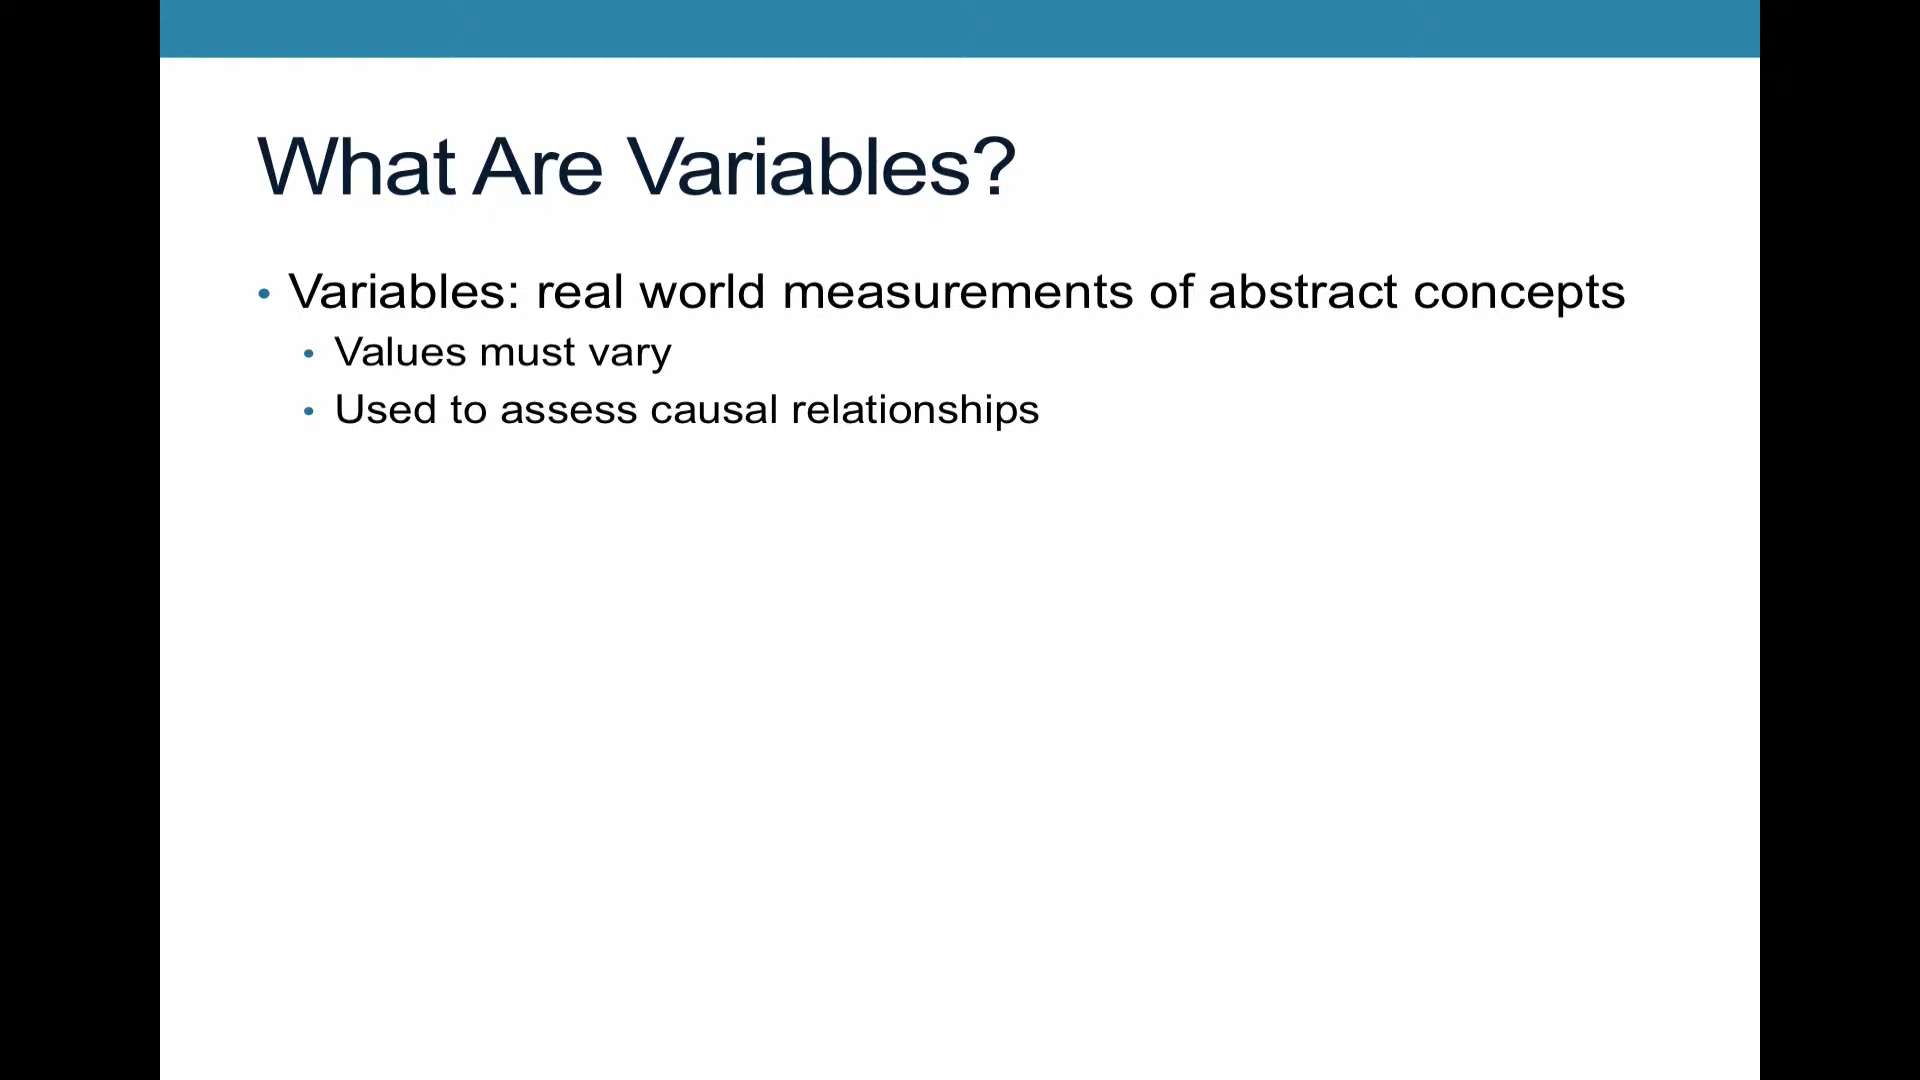 What Are Variables?
• Variables: real world measurements of abstract concepts
• Values must vary
• Used to assess causal relationships